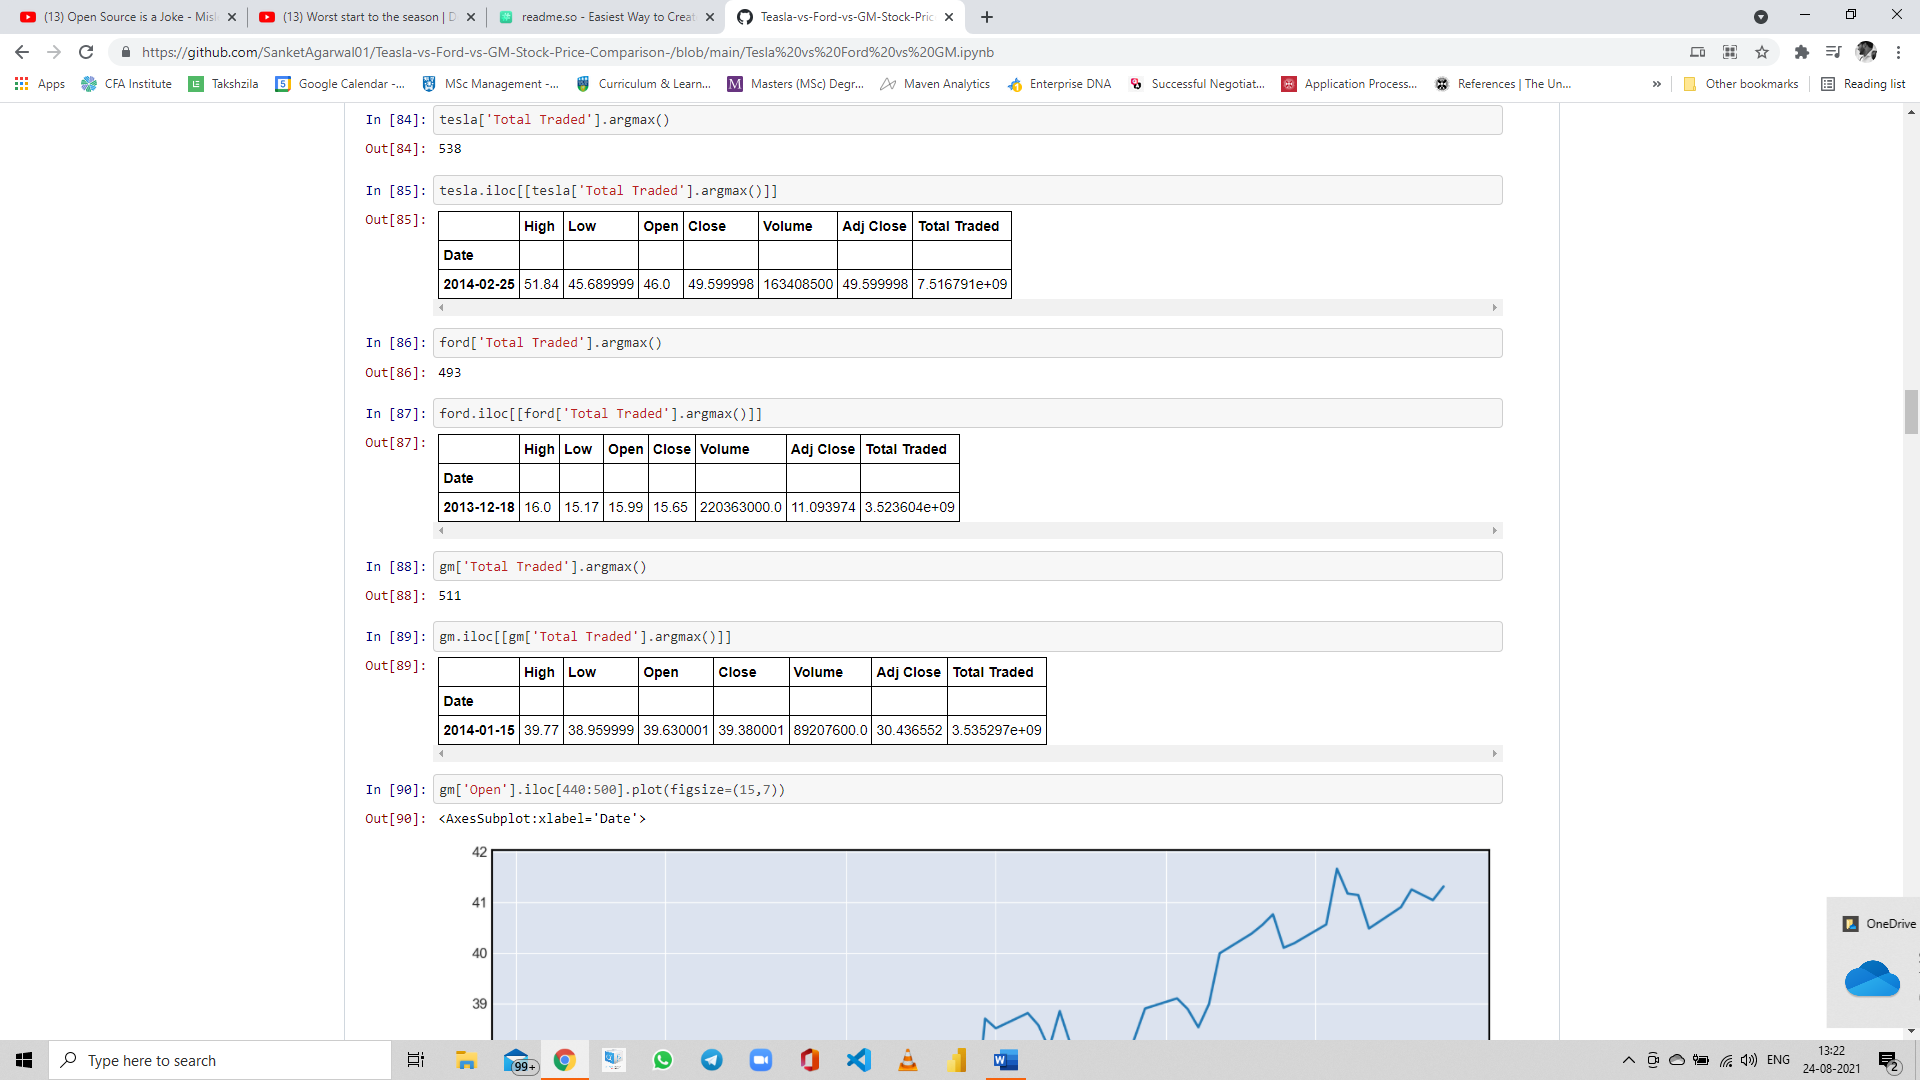 (13) Open Source is a Joke - Misl
(13) Worst start to the season | D
readme.so - Easiest Way to Creat
Teasla-vs-Ford-vs-GM-Stock-Pric
https://github.com/SanketAgarwal01/Teasla-vs-Ford-vs-GM-Stock-Price-Comparison-/blob/main/Tesla%20vs%20Ford%20vs%20GM.ipynb
Apps CFA Institute Takshzila Google Calendar -... MSc Management -... Curriculum & Learn... Masters (MSc) Degr... Maven Analytics Enterprise DNA Successful Negotiat... Application Process... References | The Un... » Other bookmarks Reading list
In [84]: tesla['Total Traded'].argmax()
Out[84]: 538
In [85]: tesla.iloc[[tesla['Total Traded'].argmax()]]
Out[85]:
High Low Open Close Volume Adj Close Total Traded
Date
2014-02-25 51.84 45.689999 46.0 49.599998 163408500 49.599998 7.516791e+09
In [86]: ford['Total Traded'].argmax()
Out[86]: 493
In [87]: ford.iloc[[ford['Total Traded'].argmax()]]
Out[87]:
High Low Open Close Volume Adj Close Total Traded
Date
2013-12-18 16.0 15.17 15.99 15.65 220363000.0 11.093974 3.523604e+09
In [88]: gm['Total Traded'].argmax()
Out[88]: 511
In [89]: gm.iloc[[gm['Total Traded'].argmax()]]
Out[89]:
High Low Open Close Volume Adj Close Total Traded
Date
2014-01-15 39.77 38.959999 39.630001 39.380001 89207600.0 30.436552 3.535297e+09
In [90]: gm['Open'].iloc[440:500].plot(figsize=(15,7))
Out[90]: <AxesSubplot:xlabel='Date'>
42
41
40
39
OneDrive
Type here to search
99+
ENG
13:22
24-08-2021
2